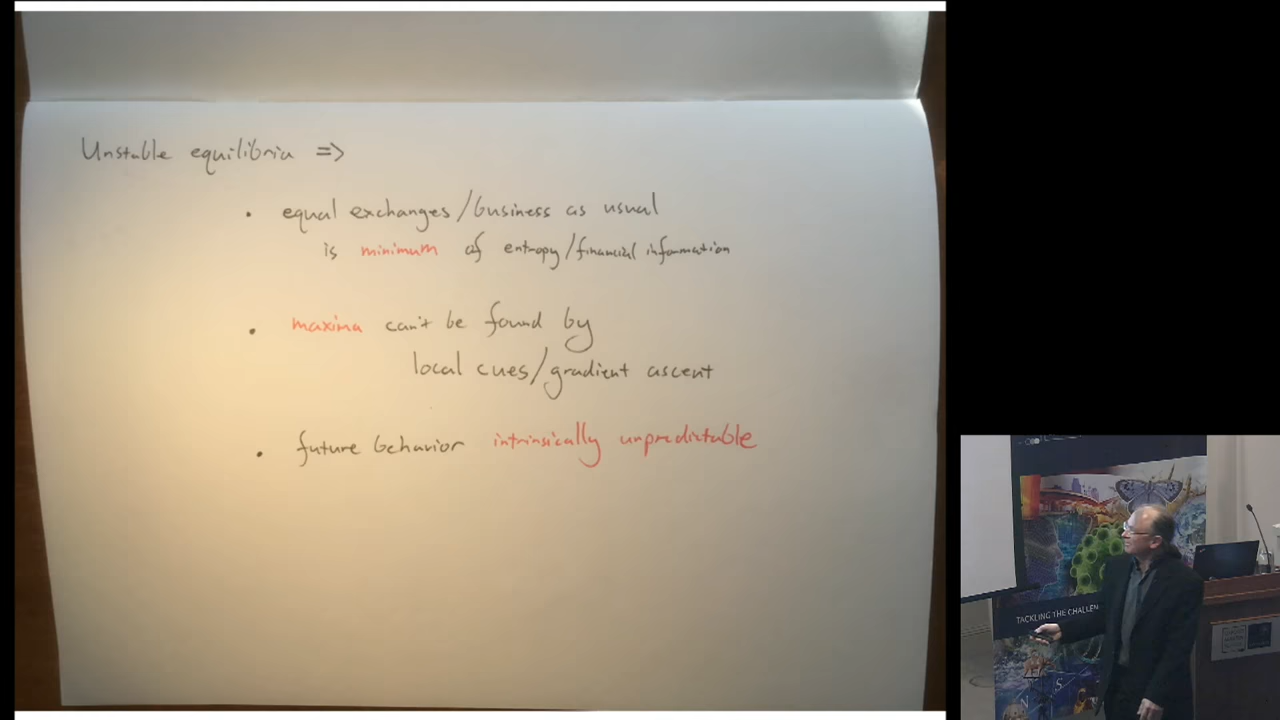 Unstable equilibria =>
• equal exchanges/business as usual
is minimum of entropy/financial information
• maxima can't be found by
local cues/gradient ascent
• future behavior intrinsically unpredictable
TACKLING THE CHALLEN